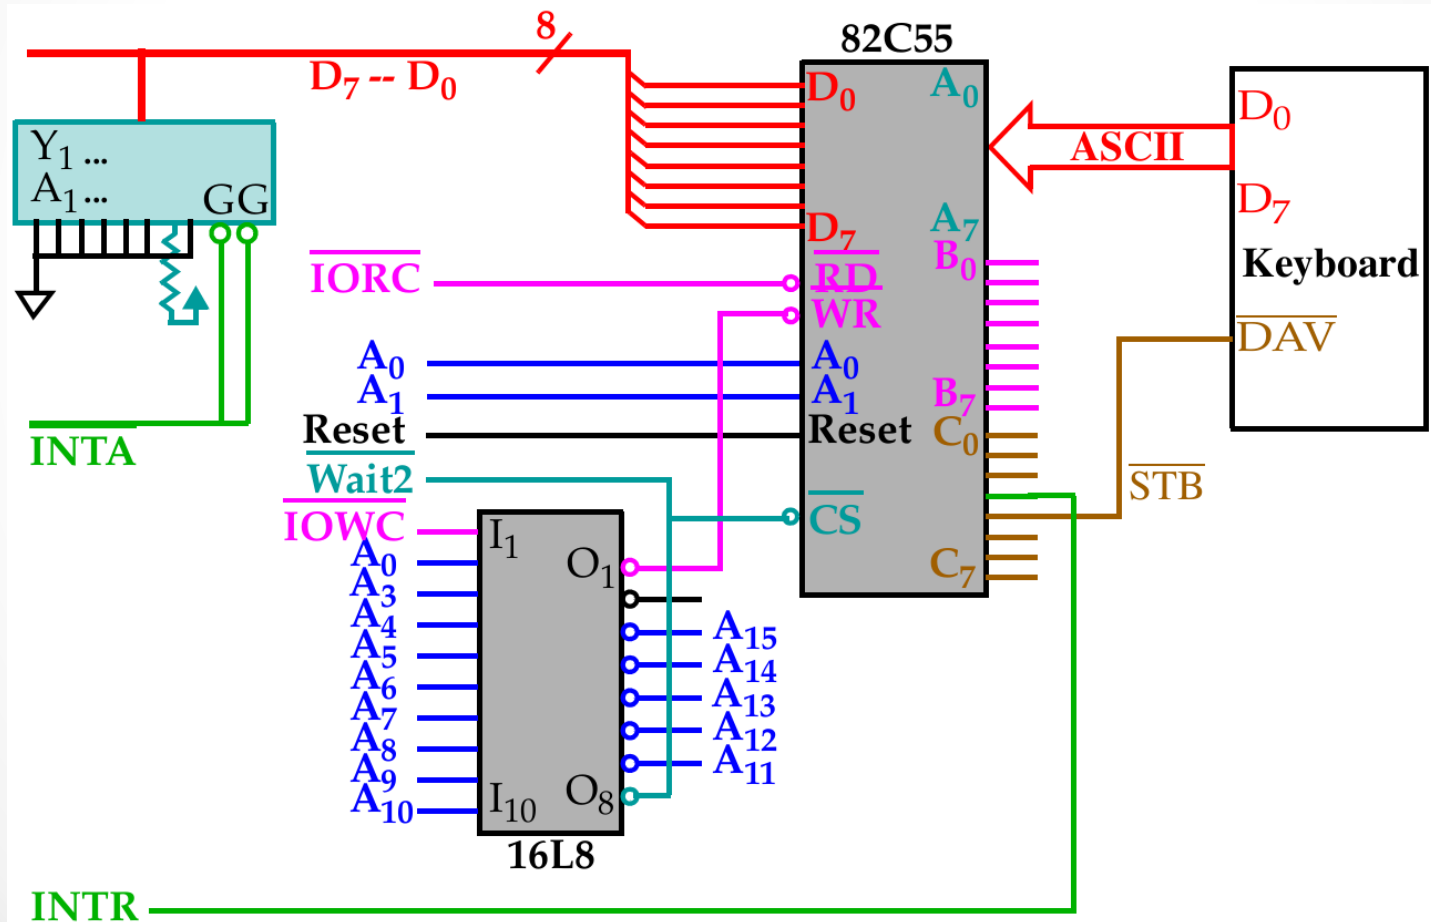 8
82C55
D7 -- D0
D0
A0
D0
Y1 ...
A1 ...
GG
ASCII
D7
A7
D7
IORC
RD
B0
Keyboard
WR
DAV
A0
A0
A1
A1
B7
INTA
Reset
Reset
C0
Wait2
STB
IOWC
CS
I1
A0
O1
C7
A3
A4
A15
A5
A14
A6
A13
A7
A12
A8
A11
A9
A10
I10
O8
16L8
INTR